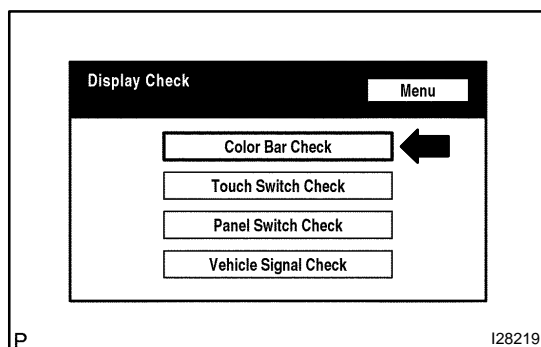 Display Check
Menu
Color Bar Check
Touch Switch Check
Panel Switch Check
Vehicle Signal Check
P
I28219